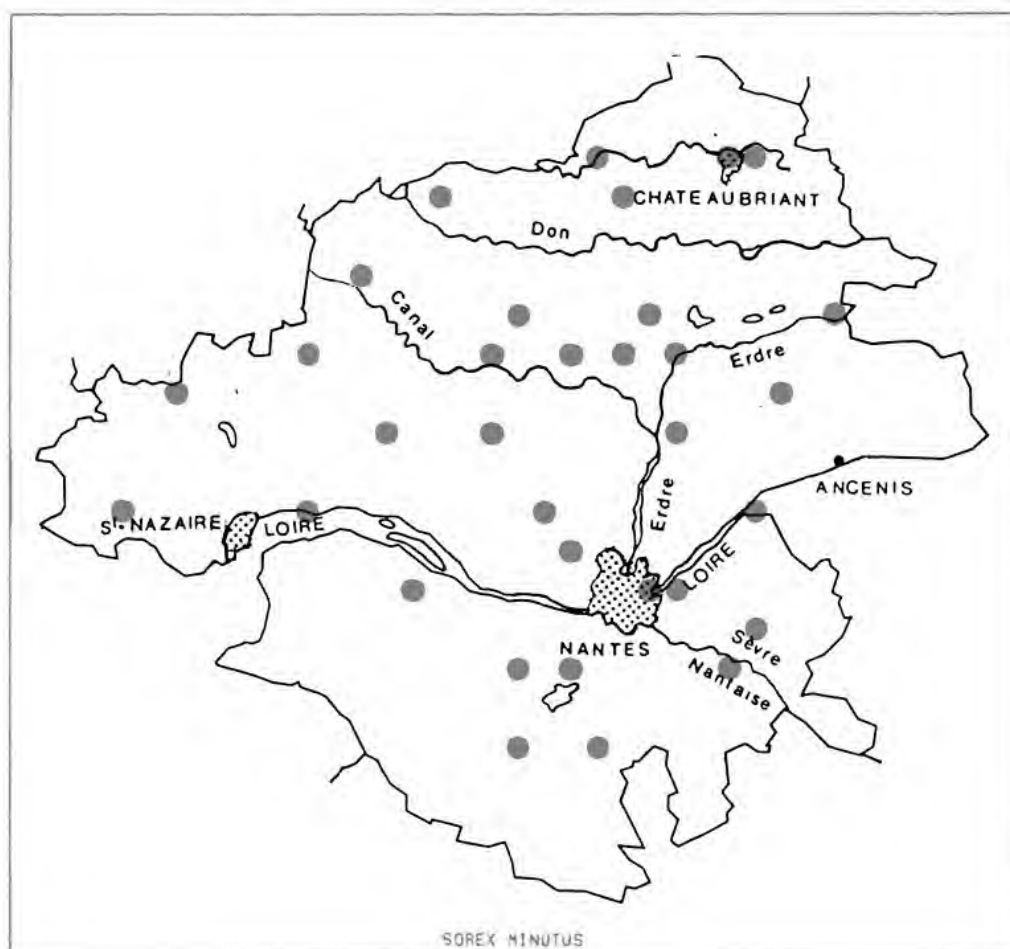 CHATEAUBRIANT
Don
Canal
Erdre
ANCENIS
Erdre
St-NAZAIRE
LOIRE
LOIRE
NANTES
Sèvre
Nantaise
SOREX MINUTUS